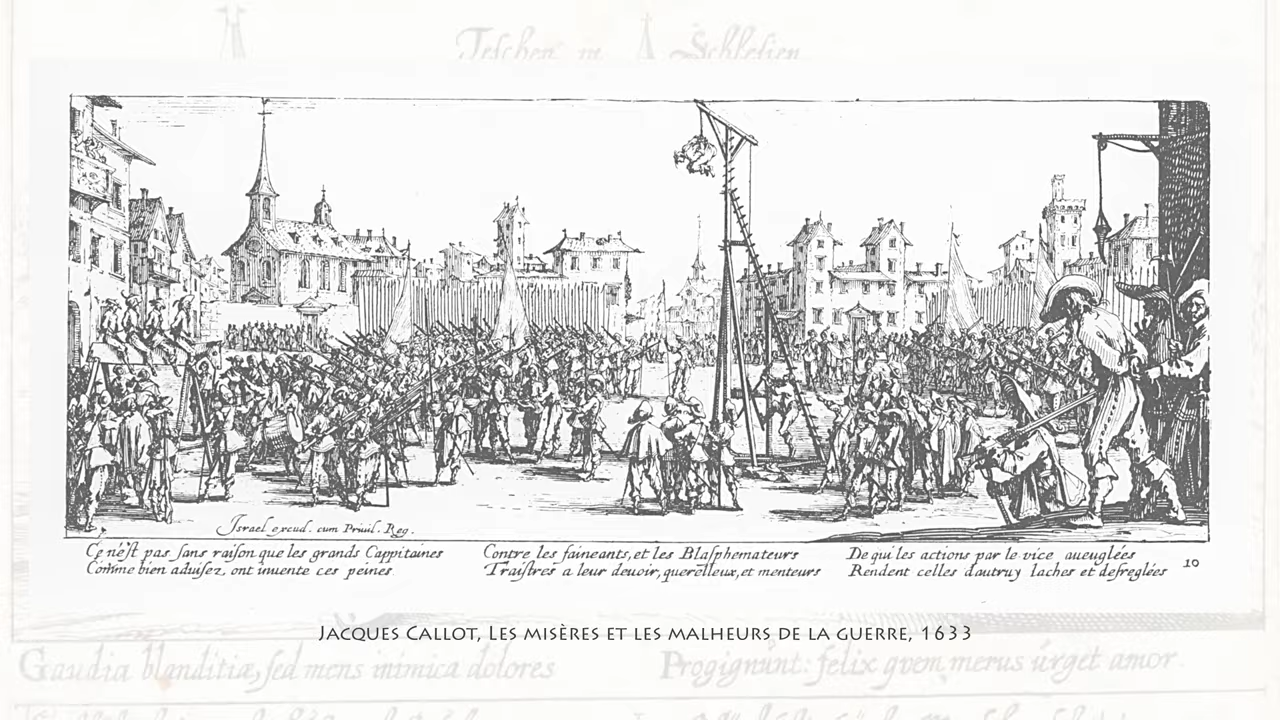 Teschen in Schlesien
Israel excud. cum Privil. Reg.
Ce n'est pas sans raison que les grands Cappitaines
Comme bien aduisez, ont inuente ces peines.
Contre les faineants, et les Blasphemateurs
Traistres a leur deuoir, querelleux, et menteurs
De qui les actions par le vice aueuglées
Rendent celles d'autruy laches et desreglées
10
Jacques Callot, Les misères et les malheurs de la guerre, 1633
Gaudia blanditiæ, sed mens inimica dolores
Progignunt: felix quem merus urget amor.